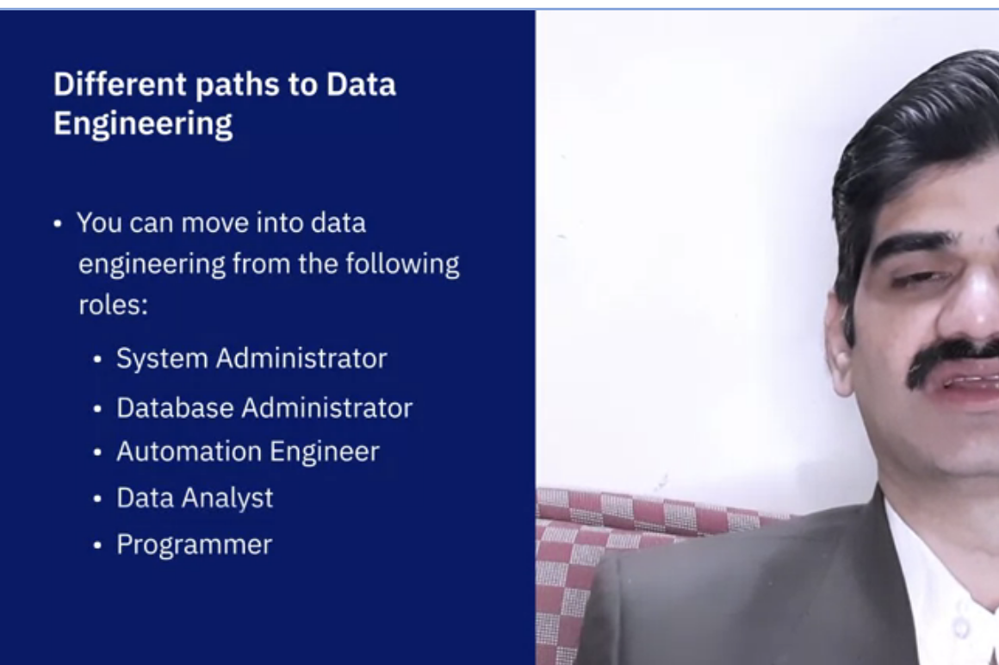 Different paths to Data
Engineering
• You can move into data
engineering from the following
roles:
• System Administrator
• Database Administrator
• Automation Engineer
• Data Analyst
• Programmer